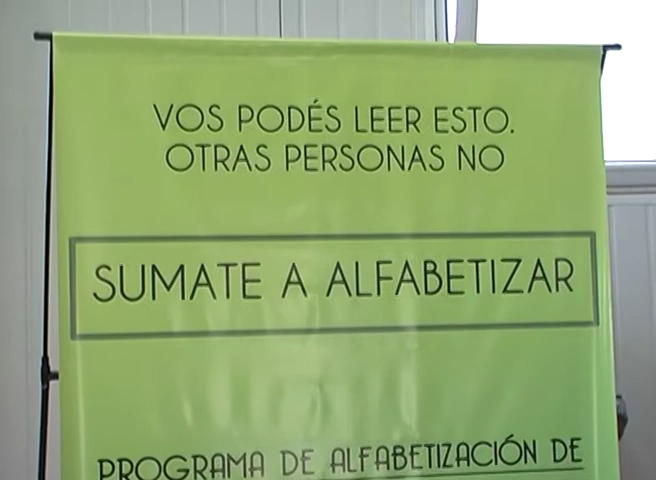 VOS PODÉS LEER ESTO.
OTRAS PERSONAS NO
SUMATE A ALFABETIZAR
PROGRAMA DE ALFABETIZACIÓN DE